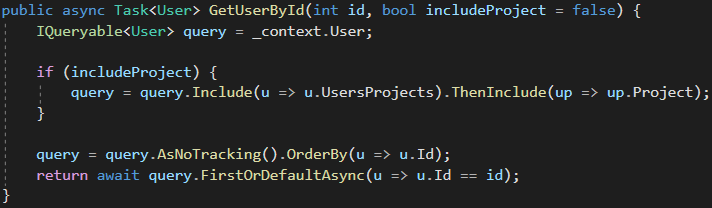 public async Task<User> GetUserById(int id, bool includeProject = false) {
    IQueryable<User> query = _context.User;

    if (includeProject) {
        query = query.Include(u => u.UsersProjects).ThenInclude(up => up.Project);
    }

    query = query.AsNoTracking().OrderBy(u => u.Id);
    return await query.FirstOrDefaultAsync(u => u.Id == id);
}